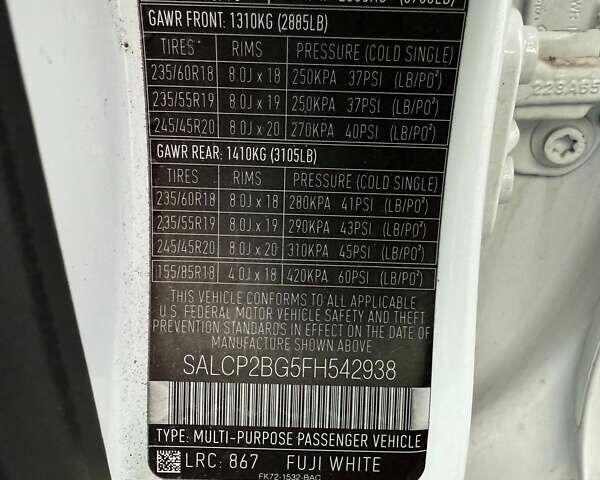 GAWR FRONT: 1310KG (2885LB)
TIRES RIMS PRESSURE (COLD SINGLE)
235/60R18 8.0J x 18 250KPA 37PSI (LB/PO²)
235/55R19 8.0J x 19 250KPA 37PSI (LB/PO²)
245/45R20 8.0J x 20 270KPA 40PSI (LB/PO²)
GAWR REAR: 1410KG (3105LB)
TIRES RIMS PRESSURE (COLD SINGLE)
235/60R18 8.0J x 18 280KPA 41PSI (LB/PO²)
235/55R19 8.0J x 19 290KPA 43PSI (LB/PO²)
245/45R20 8.0J x 20 310KPA 45PSI (LB/PO²)
155/85R18 4.0J x 18 420KPA 60PSI (LB/PO²)
THIS VEHICLE CONFORMS TO ALL APPLICABLE
U.S. FEDERAL MOTOR VEHICLE SAFETY AND THEFT
PREVENTION STANDARDS IN EFFECT ON THE DATE
OF MANUFACTURE SHOWN ABOVE
SALCP2BG5FH542938
TYPE: MULTI-PURPOSE PASSENGER VEHICLE
LRC: 867 FUJI WHITE
FK72-1532-BAC